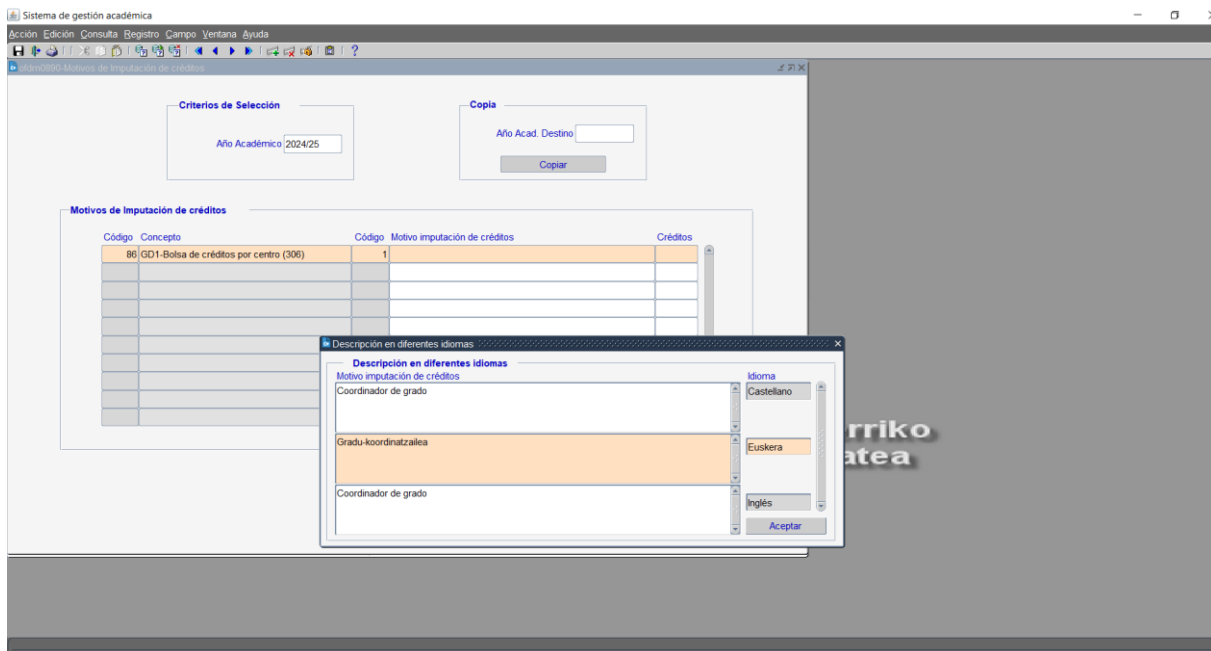 Sistema de gestión académica
Acción Edición Consulta Registro Campo Ventana Ayuda
ofdm0890-Motivos de Imputación de créditos
Criterios de Selección
Año Académico 2024/25
Copia
Año Acad. Destino
Copiar
Motivos de Imputación de créditos
Código Concepto Código Motivo imputación de créditos Créditos
86 GD1-Bolsa de créditos por centro (306) 1
Descripción en diferentes idiomas
Descripción en diferentes idiomas
Motivo imputación de créditos Idioma
Coordinador de grado Castellano
Gradu-koordinatzailea Euskera
Coordinador de grado Inglés
Aceptar
rriko
atea